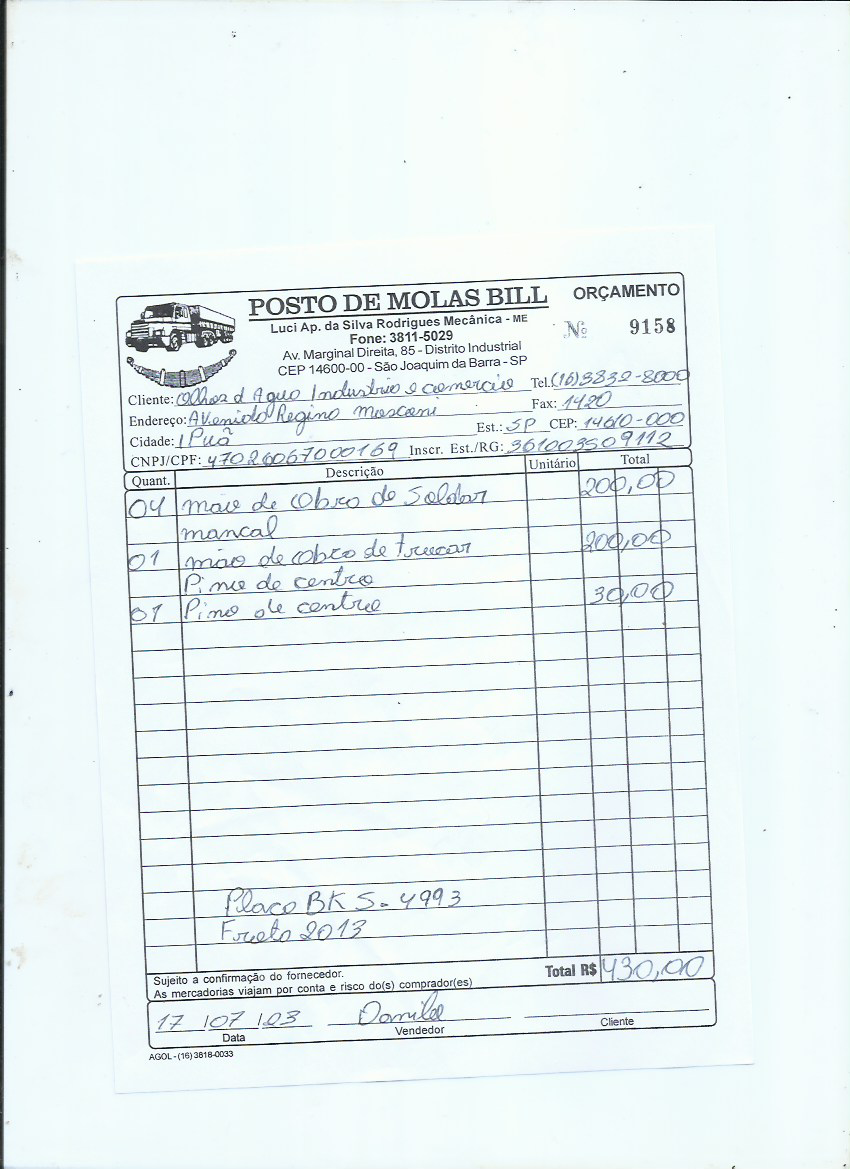 POSTO DE MOLAS BILL
ORÇAMENTO
Luci Ap. da Silva Rodrigues Mecânica - ME
Nº 9158
Fone: 3811-5029
Av. Marginal Direita, 85 - Distrito Industrial
CEP 14600-00 - São Joaquim da Barra - SP
Cliente: Olhos d Agua Industria e comercio Tel. (16)3832-8000
Endereço: AVenida Regino Mosconi Fax: 1420
Cidade: IPuã Est.: SP CEP: 14610-000
CNPJ/CPF: 47026067000169 Inscr. Est./RG: 361003509112
Quant. Descrição Unitário Total
04 mão de Obra de Soldar 200,00
mancal
01 mão de obra de trucar 200,00
Pino de centro
01 Pino de centro 30,00
Placa BKS-4993
Frota 2013
Sujeito a confirmação do fornecedor. Total R$ 430,00
As mercadorias viajam por conta e risco do(s) comprador(es)
17 / 07 / 23 Danilo
Data Vendedor Cliente
AGOL - (16) 3818-0033